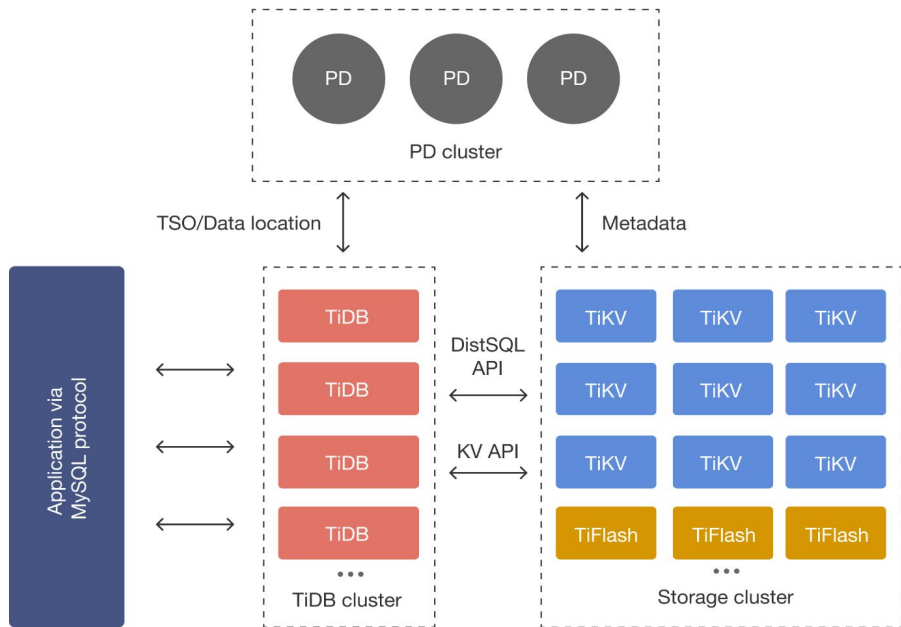 PD PD PD
PD cluster
TSO/Data location
Metadata
Application via
MySQL protocol
TiDB
TiDB
TiDB
TiDB
•••
TiDB cluster
DistSQL
API
KV API
TiKV TiKV TiKV
TiKV TiKV TiKV
TiKV TiKV TiKV
TiFlash TiFlash TiFlash
•••
Storage cluster